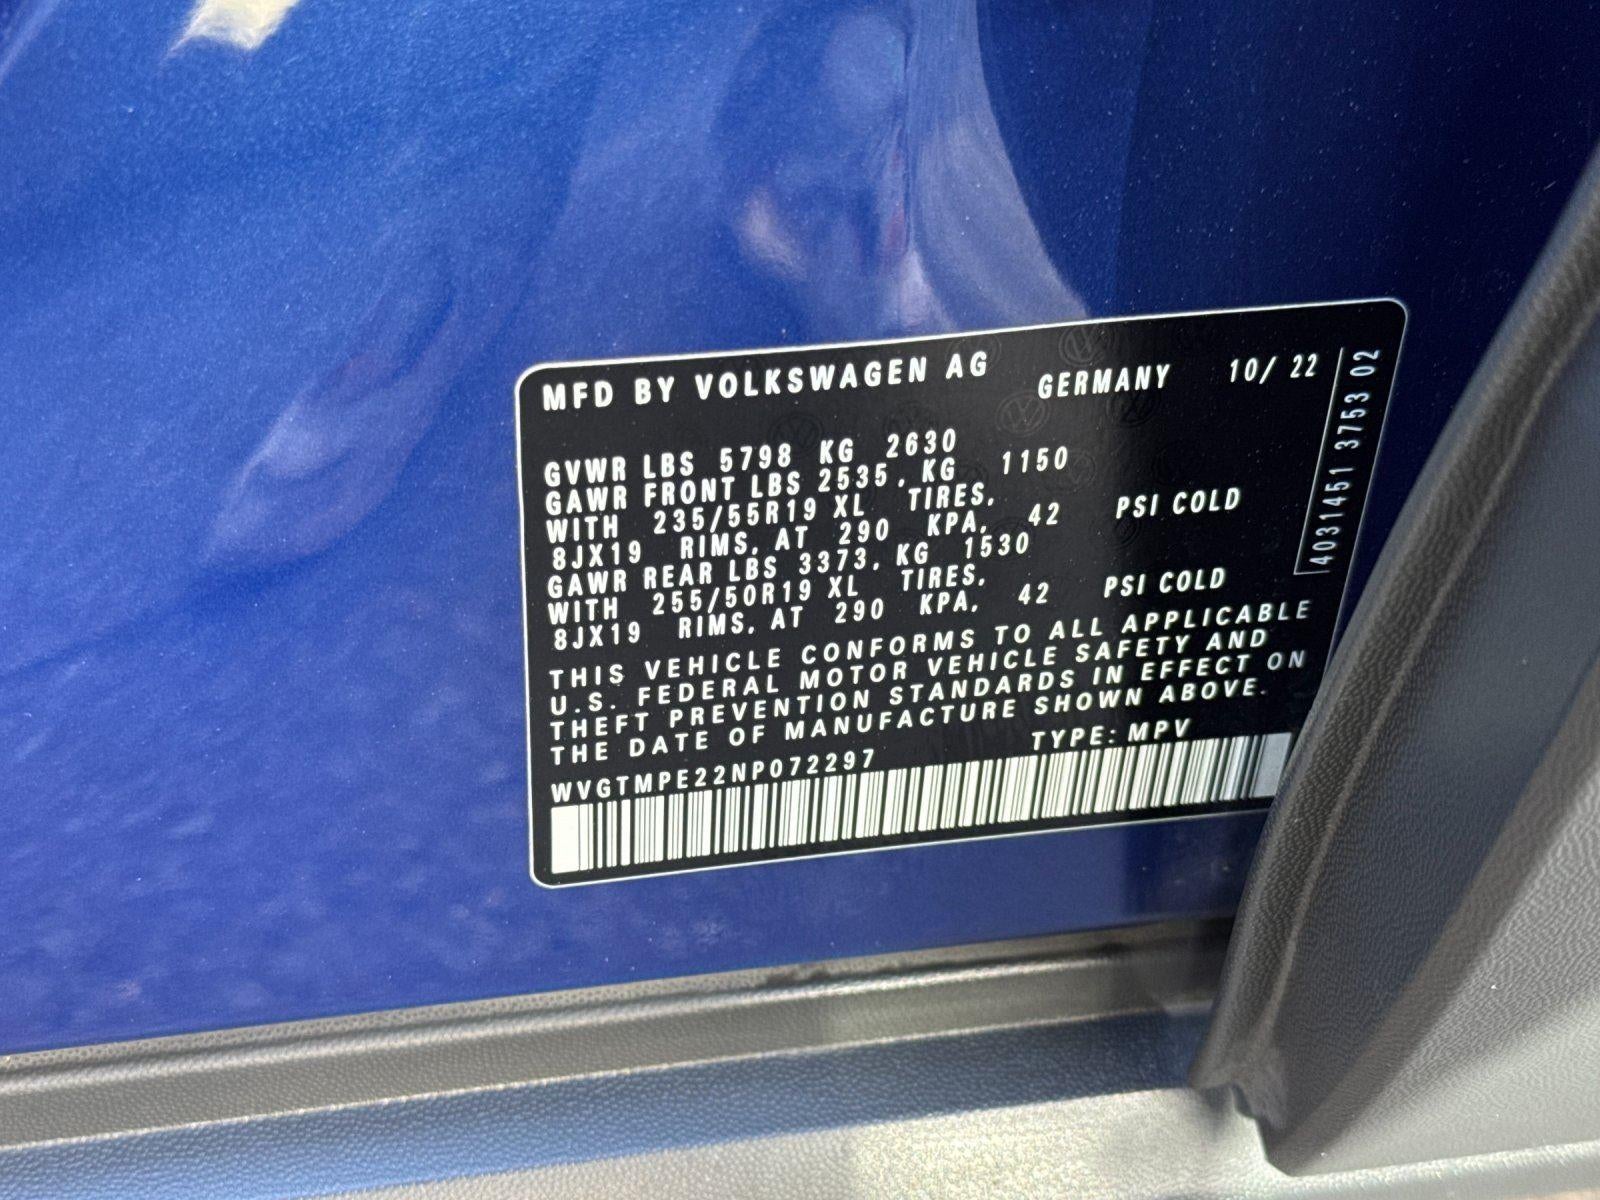 MFD BY VOLKSWAGEN AG GERMANY 10/ 22
GVWR LBS 5798 KG 2630
GAWR FRONT LBS 2535. KG 1150
WITH 235/55R19 XL TIRES,
8JX19 RIMS, AT 290 KPA, 42 PSI COLD
GAWR REAR LBS 3373. KG 1530
WITH 255/50R19 XL TIRES,
8JX19 RIMS, AT 290 KPA, 42 PSI COLD
THIS VEHICLE CONFORMS TO ALL APPLICABLE
U.S. FEDERAL MOTOR VEHICLE SAFETY AND
THEFT PREVENTION STANDARDS IN EFFECT ON
THE DATE OF MANUFACTURE SHOWN ABOVE.
WVGTMPE22NP072297 TYPE: MPV
4031451 3753 02